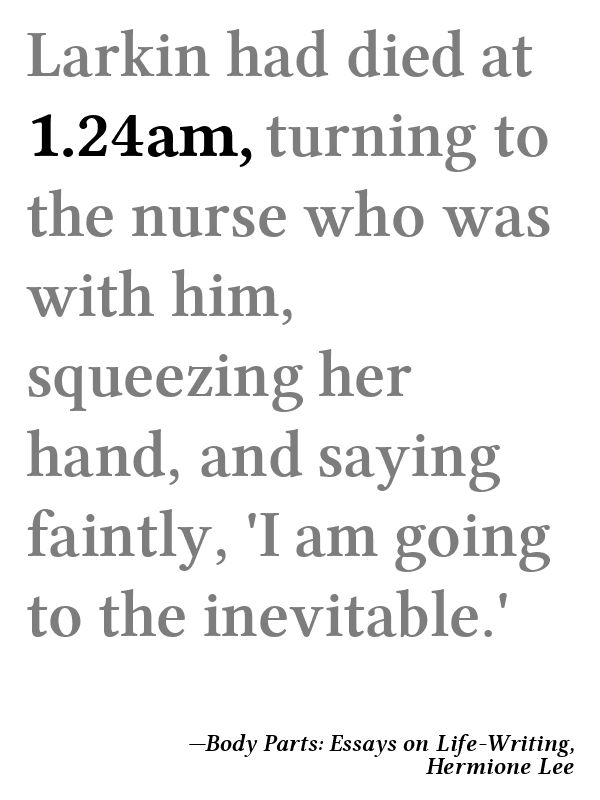 Larkin had died at
1.24am, turning to
the nurse who was
with him,
squeezing her
hand, and saying
faintly, 'I am going
to the inevitable.'
—Body Parts: Essays on Life-Writing,
Hermione Lee